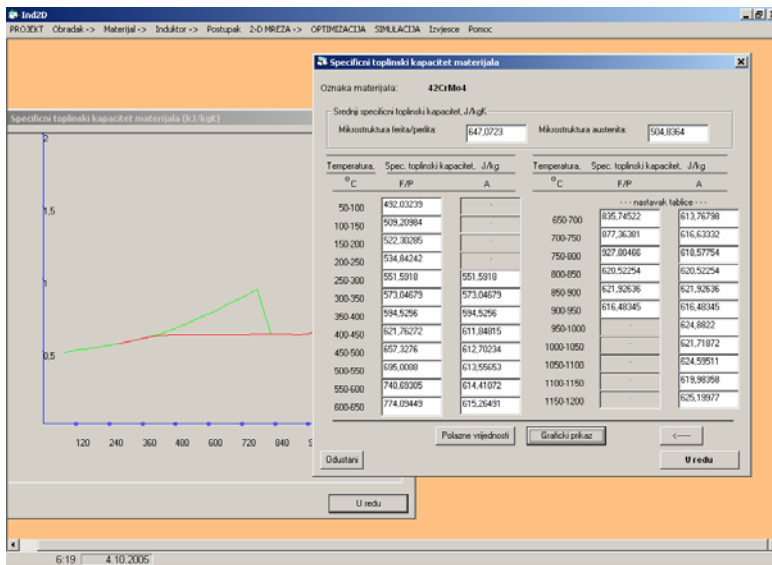 Ind2D
PROJEKT Obradak -> Materijal -> Induktor -> Postupak 2-D MREZA -> OPTIMIZACIJA SIMULACIJA Izvjesce Pomoc
Specificni toplinski kapacitet materijala (kJ/kgK)
2
1,5
1
0,5
120 240 360 480 600 720 840
U redu
Specificni toplinski kapacitet materijala
Oznaka materijala: 42CrMo4
Srednji specificni toplinski kapacitet, J/kgK
Mikrostruktura ferita/perlita: 647,0723 Mikrostruktura austenita: 504,8364
Temperatura, Spec. toplinski kapacitet, J/kg
°C F/P A
50-100 492,03239 -
100-150 509,20984 -
150-200 522,30285 -
200-250 534,84242 -
250-300 551,5918 551,5918
300-350 573,04679 573,04679
350-400 594,5256 594,5256
400-450 621,76272 611,84815
450-500 657,3276 612,70234
500-550 695,0088 613,55653
550-600 740,69305 614,41072
600-650 774,09449 615,26491
Temperatura, Spec. toplinski kapacitet, J/kg
°C F/P A
--- nastavak tablice ---
650-700 835,74522 613,76798
700-750 877,36381 616,63332
750-800 927,80466 618,57754
800-850 620,52254 620,52254
850-900 621,92636 621,92636
900-950 616,48345 616,48345
950-1000 - 624,8822
1000-1050 - 621,71872
1050-1100 - 624,59511
1100-1150 - 619,98358
1150-1200 - 625,19977
Polazne vrijednosti Graficki prikaz <----
Odustani U redu
6:19 4.10.2005